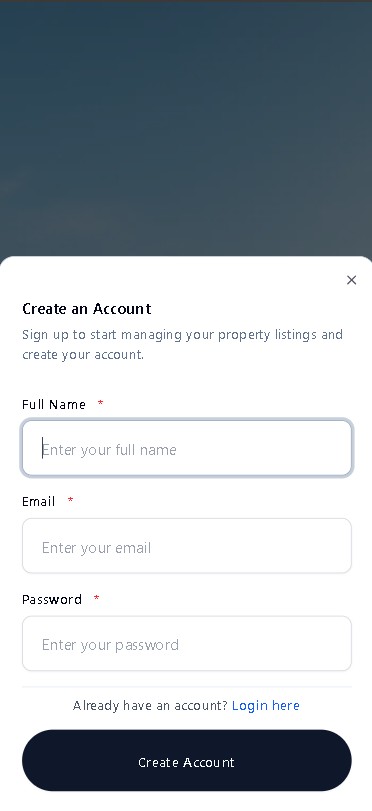 Create an Account
Sign up to start managing your property listings and
create your account.
Full Name *
Enter your full name
Email *
Enter your email
Password *
Enter your password
Already have an account? Login here
Create Account